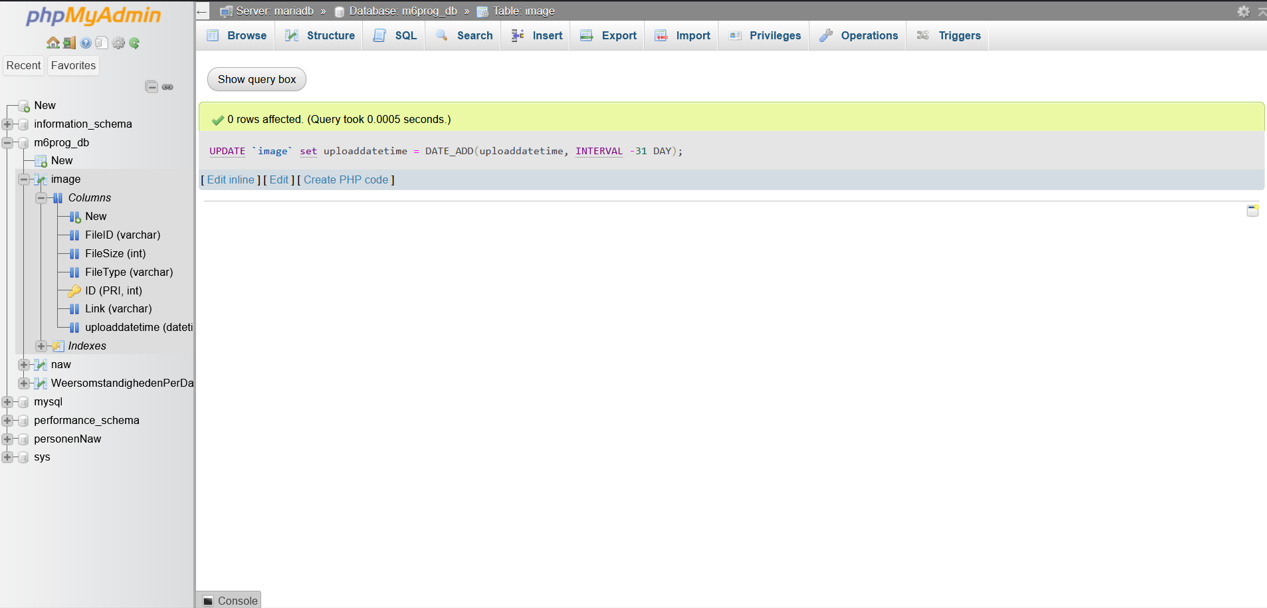 phpMyAdmin
Recent Favorites
New
information_schema
m6prog_db
New
image
Columns
New
FileID (varchar)
FileSize (int)
FileType (varchar)
ID (PRI, int)
Link (varchar)
uploaddatetime (dateti
Indexes
naw
WeersomstandighedenPerDa
mysql
performance_schema
personenNaw
sys
Server: mariadb » Database: m6prog_db » Table: image
Browse Structure SQL Search Insert Export Import Privileges Operations Triggers
Show query box
0 rows affected. (Query took 0.0005 seconds.)
UPDATE `image` set uploaddatetime = DATE_ADD(uploaddatetime, INTERVAL -31 DAY);
[ Edit inline ] [ Edit ] [ Create PHP code ]
Console